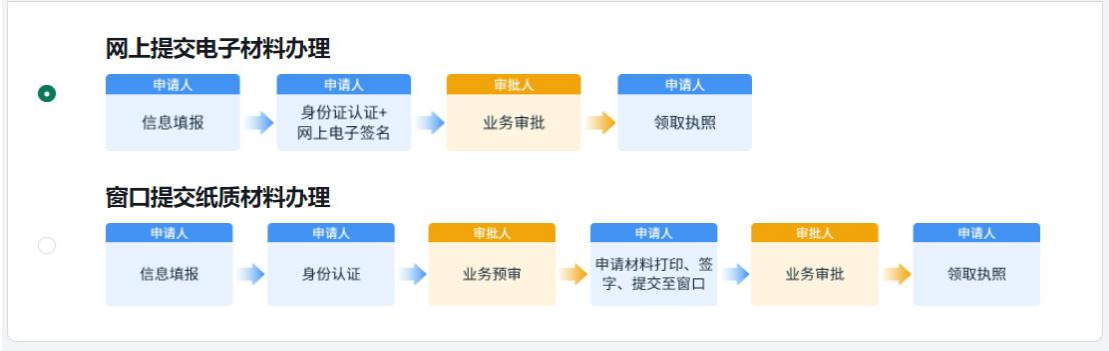 网上提交电子材料办理
申请人
信息填报
申请人
身份证认证+
网上电子签名
审批人
业务审批
申请人
领取执照
窗口提交纸质材料办理
申请人
信息填报
申请人
身份认证
审批人
业务预审
申请人
申请材料打印、签
字、提交至窗口
审批人
业务审批
申请人
领取执照